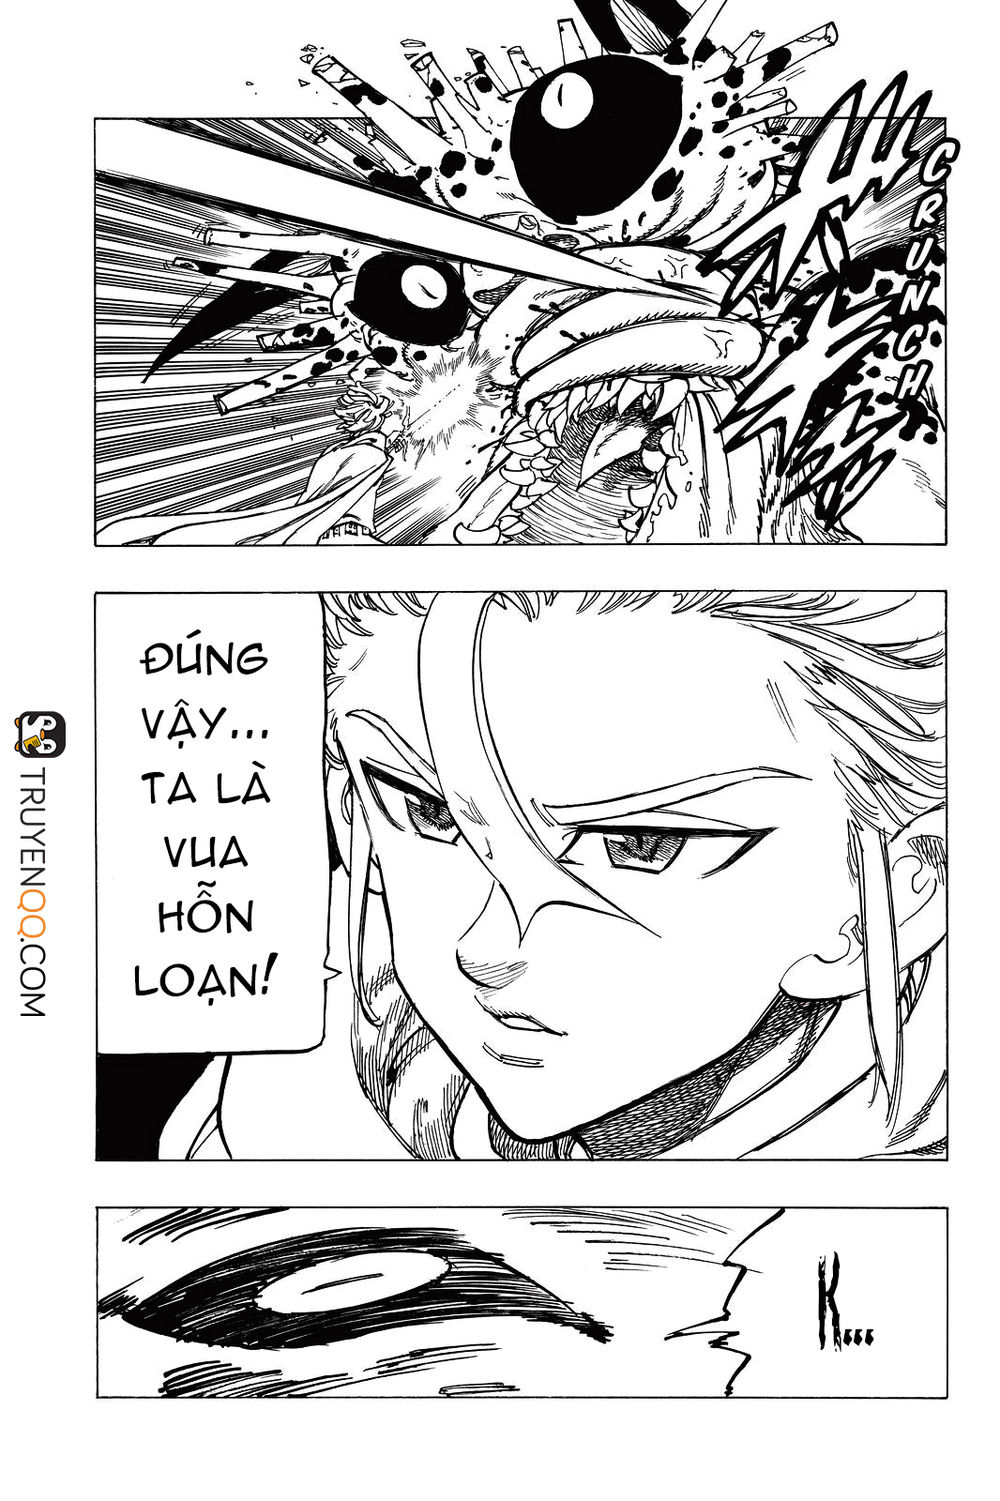 CRUNCH
ĐÚNG
VẬY...
TA LÀ
VUA
HỖN
LOẠN!
K...
TRUYENQQ.COM